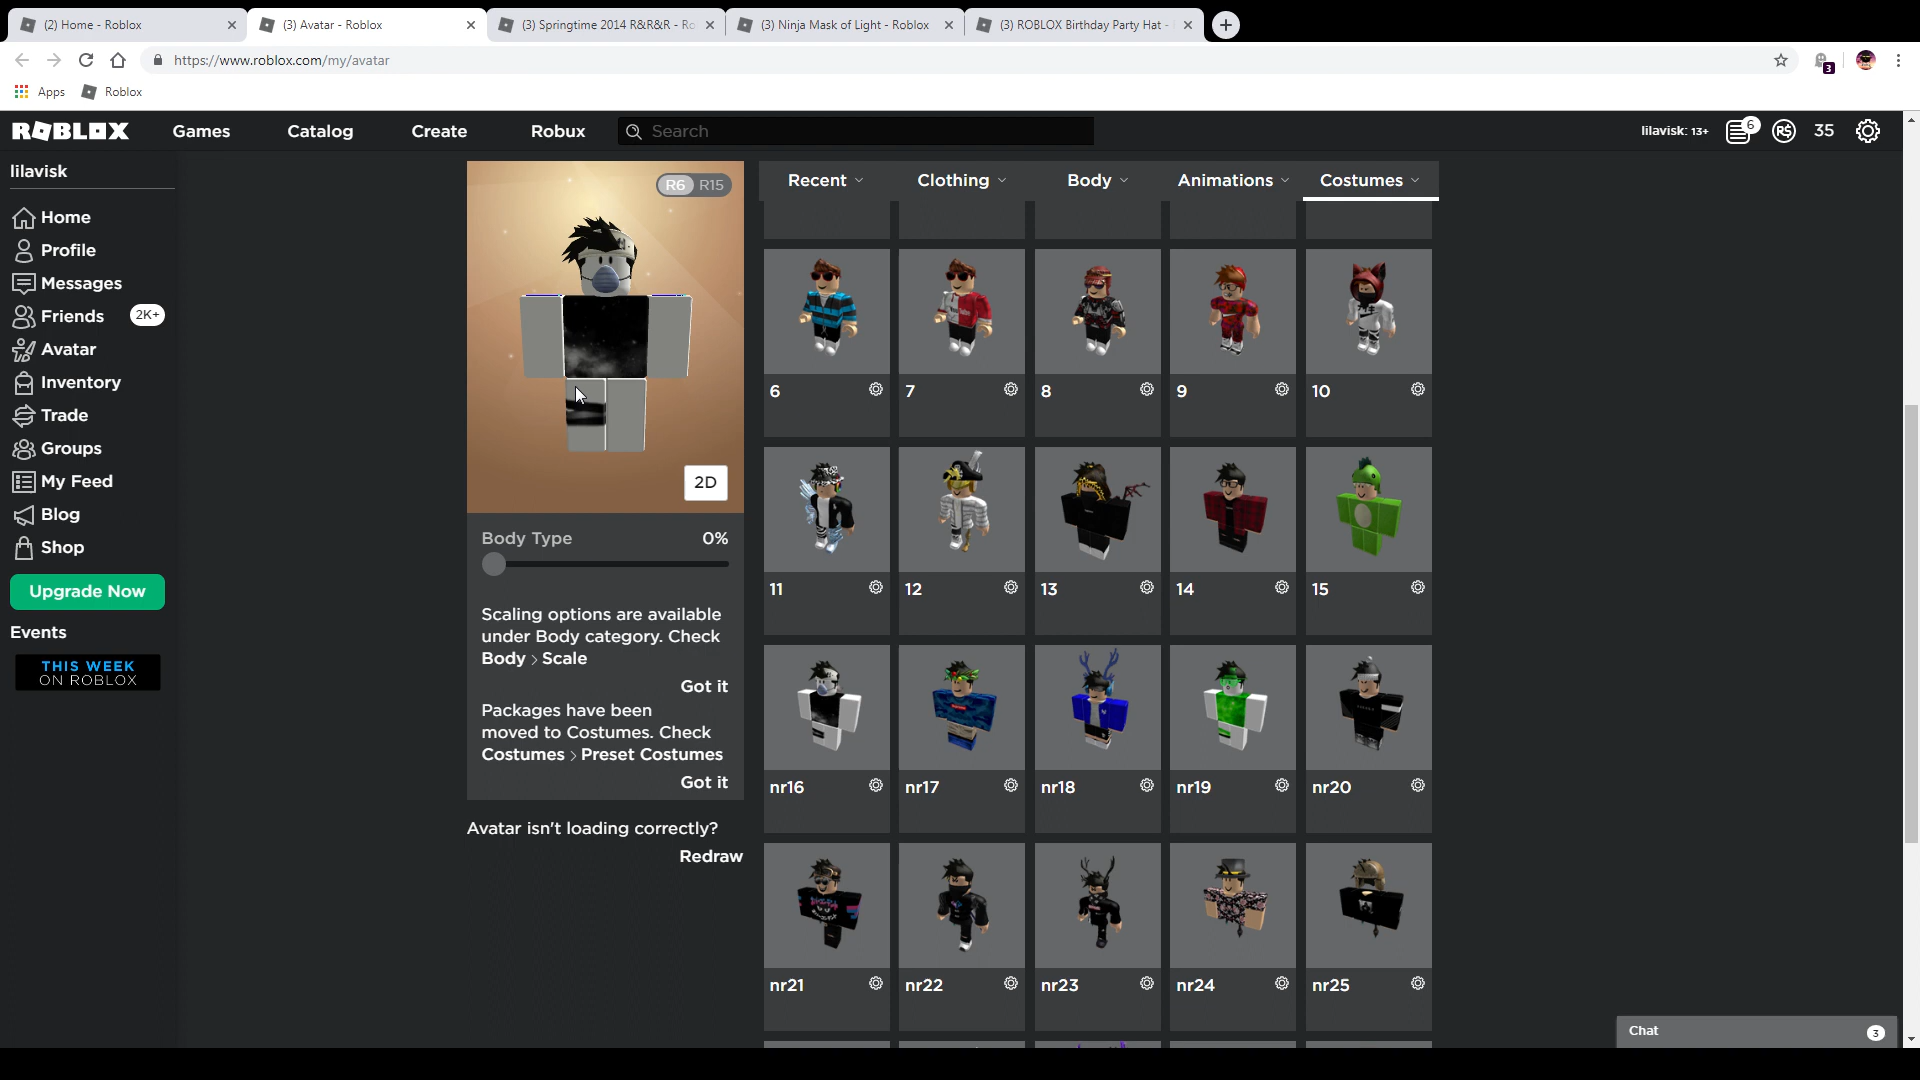 (2) Home - Roblox
(3) Avatar - Roblox
(3) Springtime 2014 R&R&R - Ro
(3) Ninja Mask of Light - Roblox
(3) ROBLOX Birthday Party Hat -
https://www.roblox.com/my/avatar
3
Apps
Roblox
ROBLOX
Games
Catalog
Create
Robux
Search
lilavisk: 13+
6
R$
35
lilavisk
Home
Profile
Messages
Friends 2K+
Avatar
Inventory
Trade
Groups
My Feed
Blog
Shop
Upgrade Now
Events
THIS WEEK
ON ROBLOX
R6 R15
2D
Body Type 0%
Scaling options are available
under Body category. Check
Body > Scale
Got it
Packages have been
moved to Costumes. Check
Costumes > Preset Costumes
Got it
Avatar isn't loading correctly?
Redraw
Recent
Clothing
Body
Animations
Costumes
6
7
8
9
10
11
12
13
14
15
nr16
nr17
nr18
nr19
nr20
nr21
nr22
nr23
nr24
nr25
Chat 3